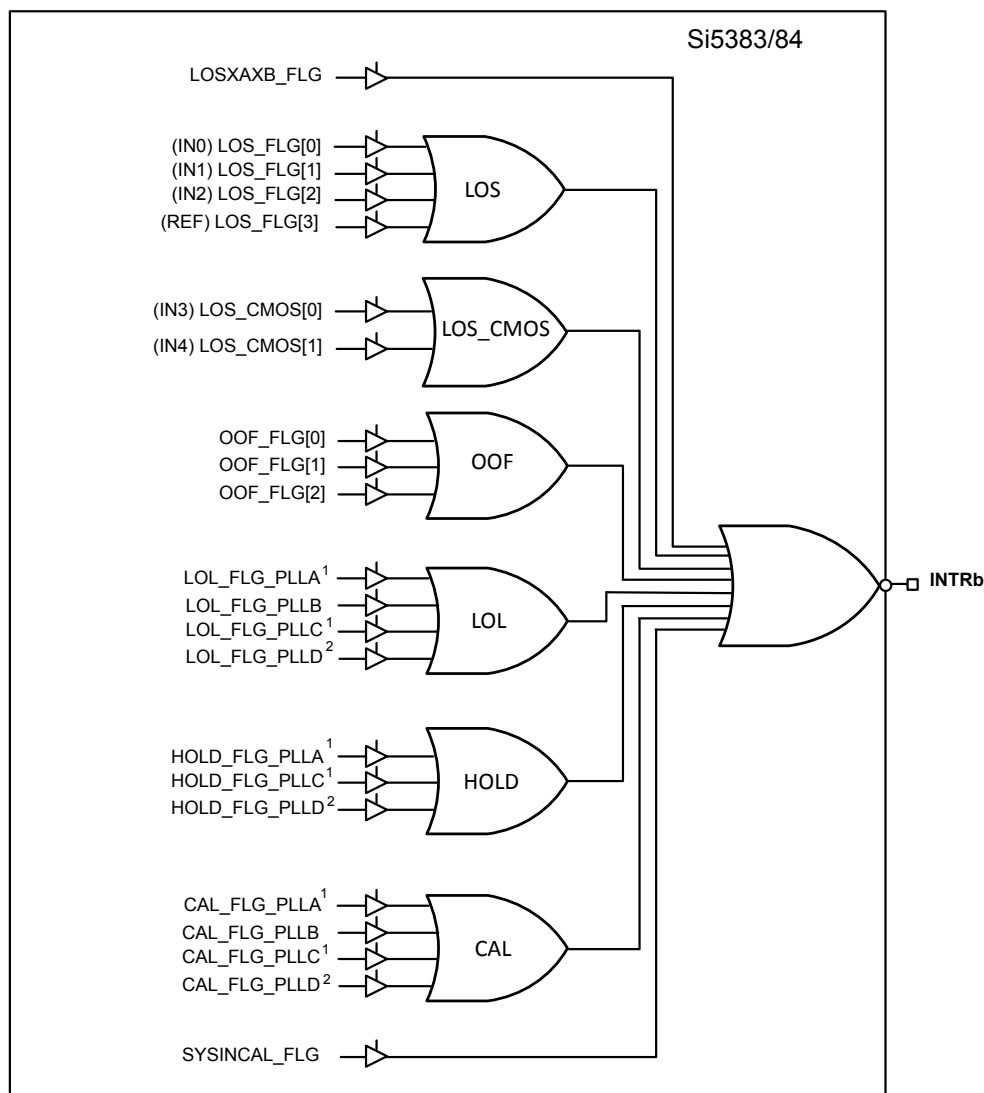 Si5383/84
LOSXAXB_FLG
(IN0) LOS_FLG[0]
(IN1) LOS_FLG[1]
(IN2) LOS_FLG[2]
(REF) LOS_FLG[3]
LOS
(IN3) LOS_CMOS[0]
(IN4) LOS_CMOS[1]
LOS_CMOS
OOF_FLG[0]
OOF_FLG[1]
OOF_FLG[2]
OOF
LOL_FLG_PLLA¹
LOL_FLG_PLLB
LOL_FLG_PLLC¹
LOL_FLG_PLLD²
LOL
INTRb
HOLD_FLG_PLLA¹
HOLD_FLG_PLLC¹
HOLD_FLG_PLLD²
HOLD
CAL_FLG_PLLA¹
CAL_FLG_PLLB
CAL_FLG_PLLC¹
CAL_FLG_PLLD²
CAL
SYSINCAL_FLG